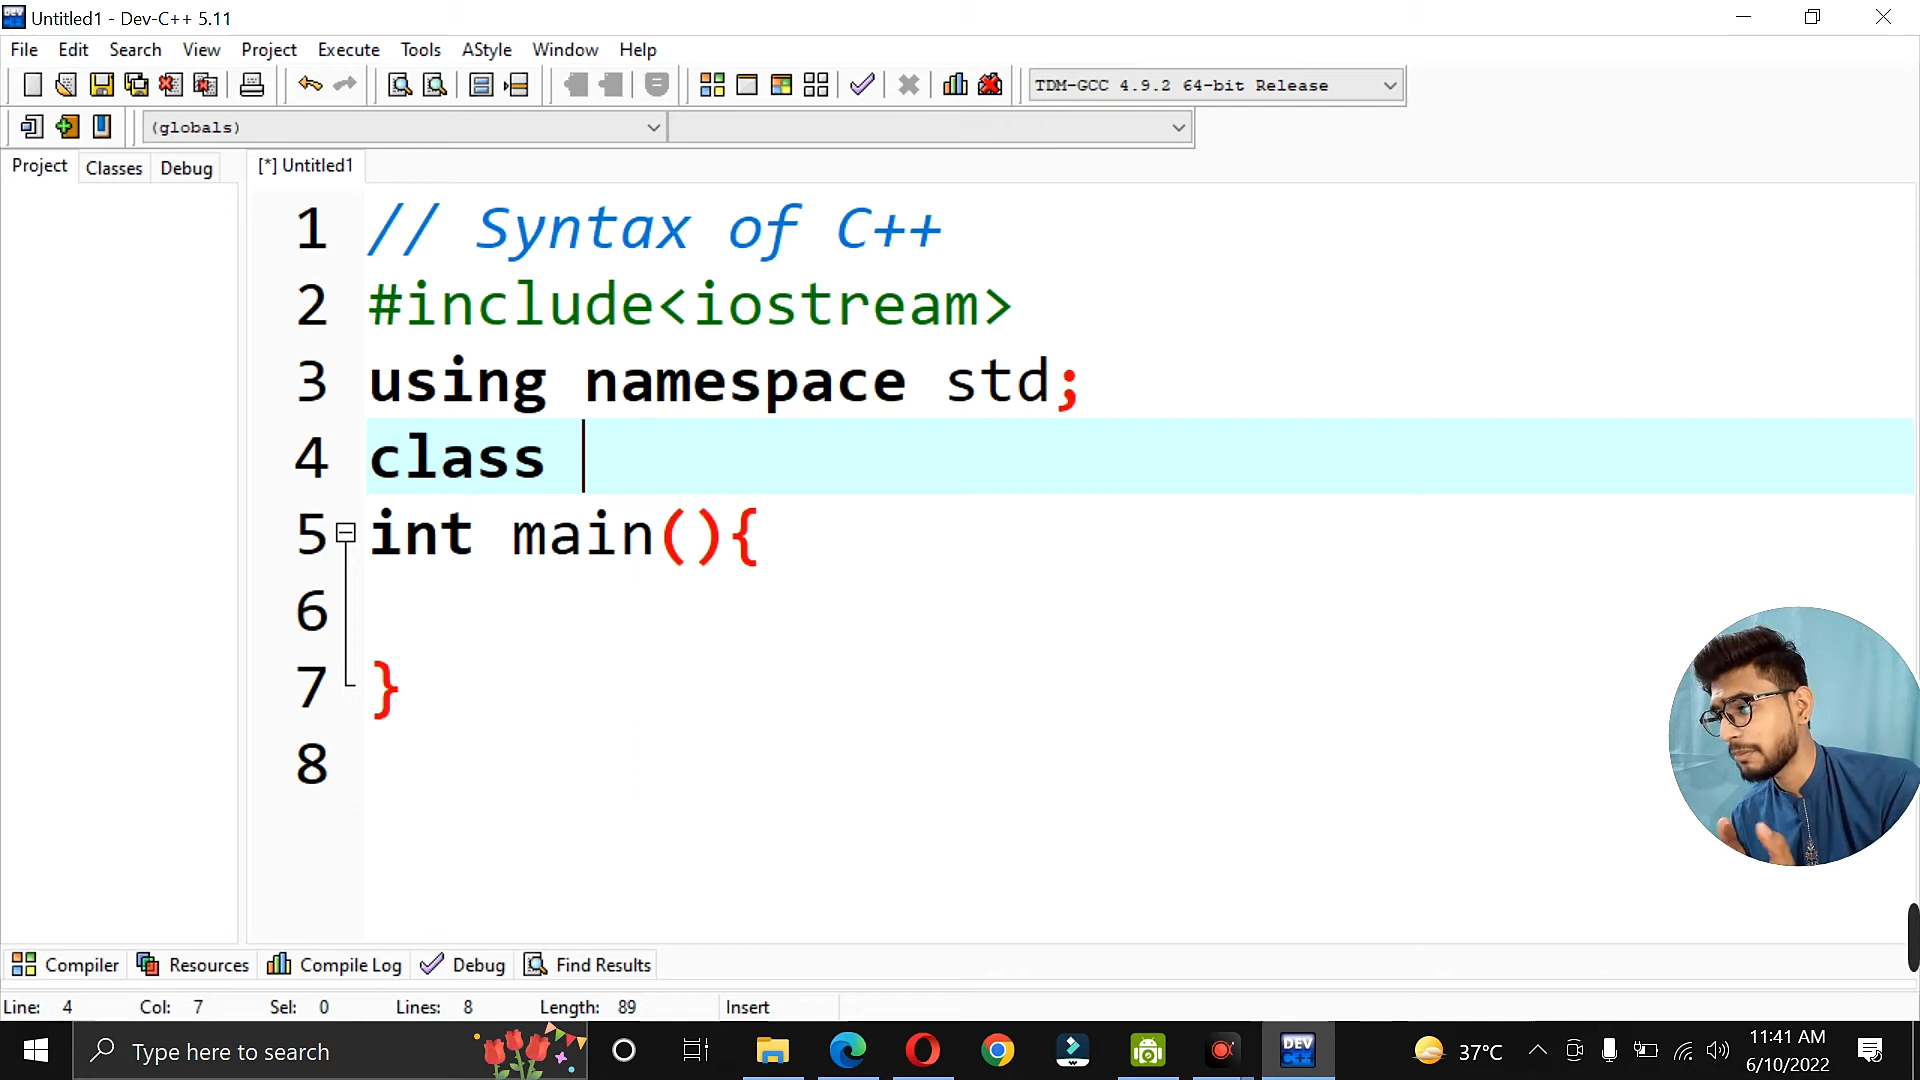 Untitled1 - Dev-C++ 5.11
File Edit Search View Project Execute Tools AStyle Window Help
TDM-GCC 4.9.2 64-bit Release
(globals)
Project Classes Debug [*] Untitled1
1 // Syntax of C++
2 #include<iostream>
3 using namespace std;
4 class
5 int main(){
6
7 }
8
Compiler Resources Compile Log Debug Find Results
Line: 4 Col: 7 Sel: 0 Lines: 8 Length: 89 Insert
Type here to search
DEV C++
37°C
11:41 AM
6/10/2022